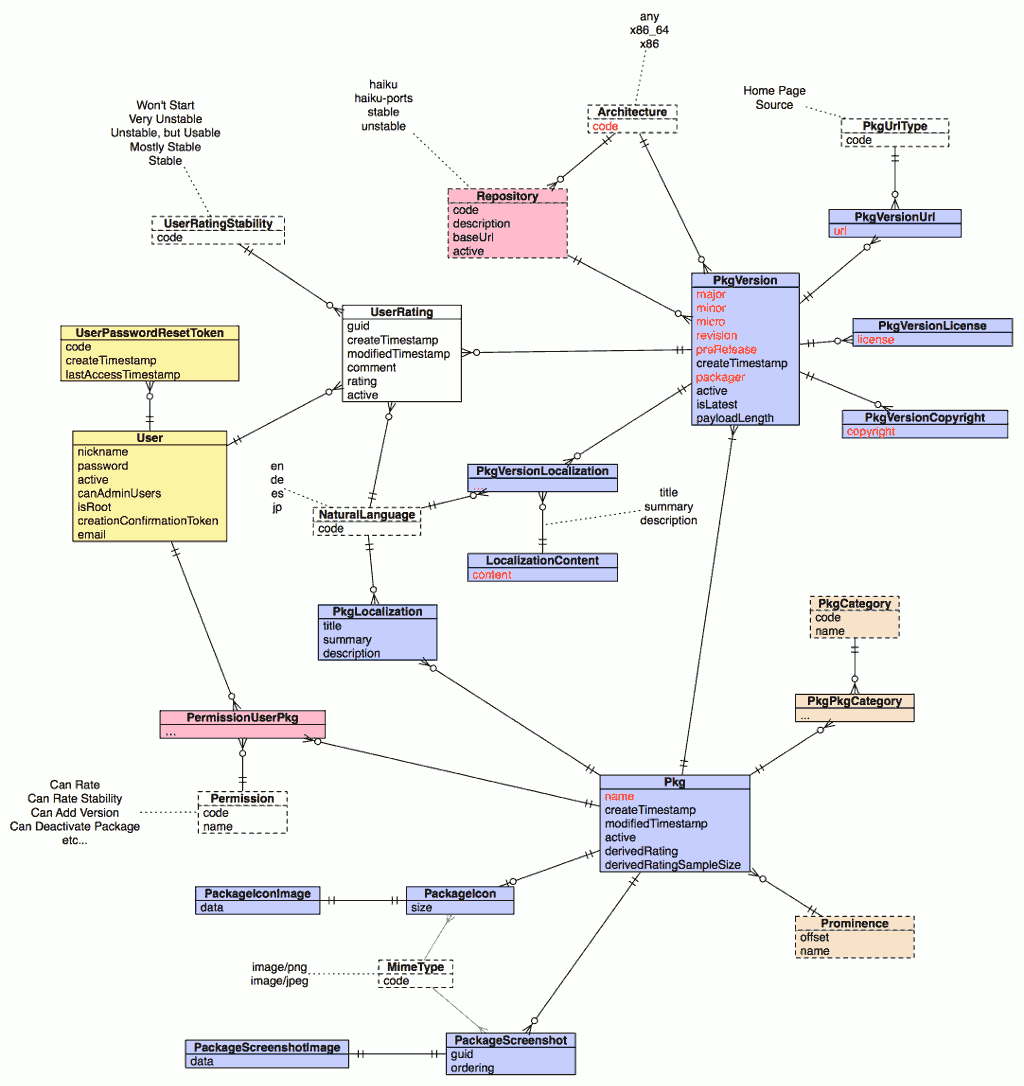 any
x86_64
x86
haiku
haiku-ports
stable
unstable
Home Page
Source
Won't Start
Very Unstable
Unstable, but Usable
Mostly Stable
Stable
Architecture
code
PkgUrlType
code
Repository
code
description
baseUrl
active
PkgVersionUrl
url
UserRatingStability
code
PkgVersion
major
minor
micro
revision
preRelease
createTimestamp
packager
active
isLatest
payloadLength
UserRating
guid
createTimestamp
modifiedTimestamp
comment
rating
active
UserPasswordResetToken
code
createTimestamp
lastAccessTimestamp
PkgVersionLicense
license
PkgVersionCopyright
copyright
User
nickname
password
active
canAdminUsers
isRoot
creationConfirmationToken
email
en
de
es
jp
PkgVersionLocalization
...
title
summary
description
NaturalLanguage
code
LocalizationContent
content
PkgLocalization
title
summary
description
PkgCategory
code
name
PkgPkgCategory
...
PermissionUserPkg
...
Can Rate
Can Rate Stability
Can Add Version
Can Deactivate Package
etc...
Permission
code
name
Pkg
name
createTimestamp
modifiedTimestamp
active
derivedRating
derivedRatingSampleSize
PackageIconImage
data
PackageIcon
size
Prominence
offset
name
image/png
image/jpeg
MimeType
code
PackageScreenshotImage
data
PackageScreenshot
guid
ordering